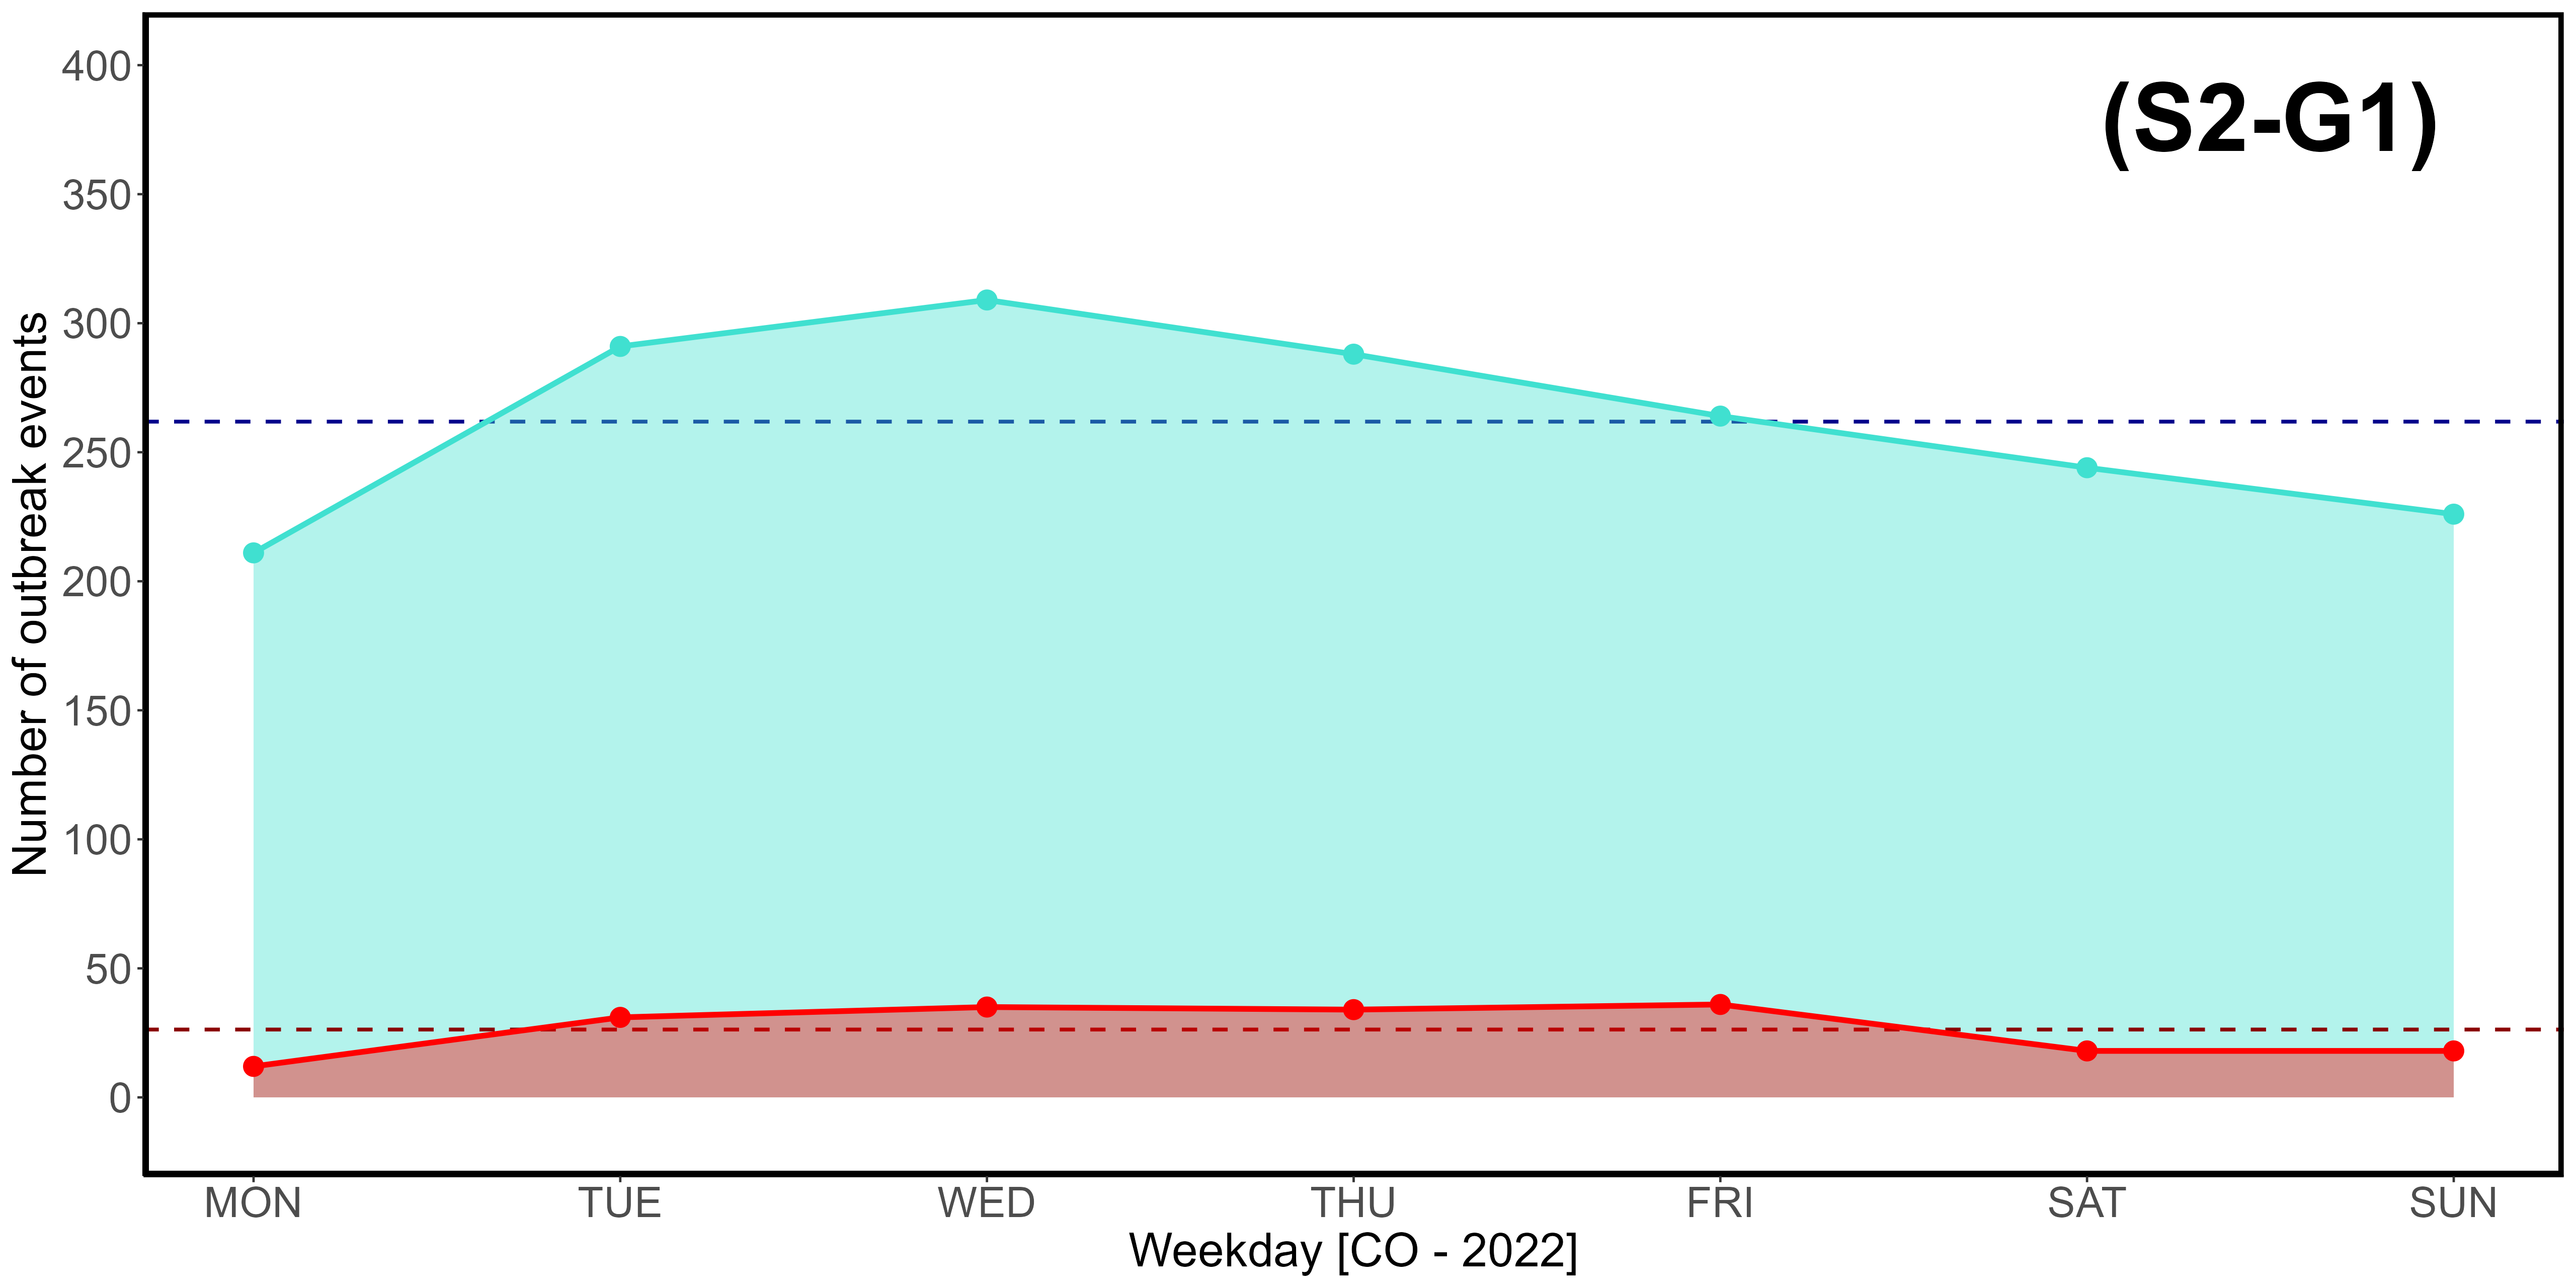 (S2-G1)
Number of outbreak events
400
350
300
250
200
150
100
50
0
MON TUE WED THU FRI SAT SUN
Weekday [CO - 2022]